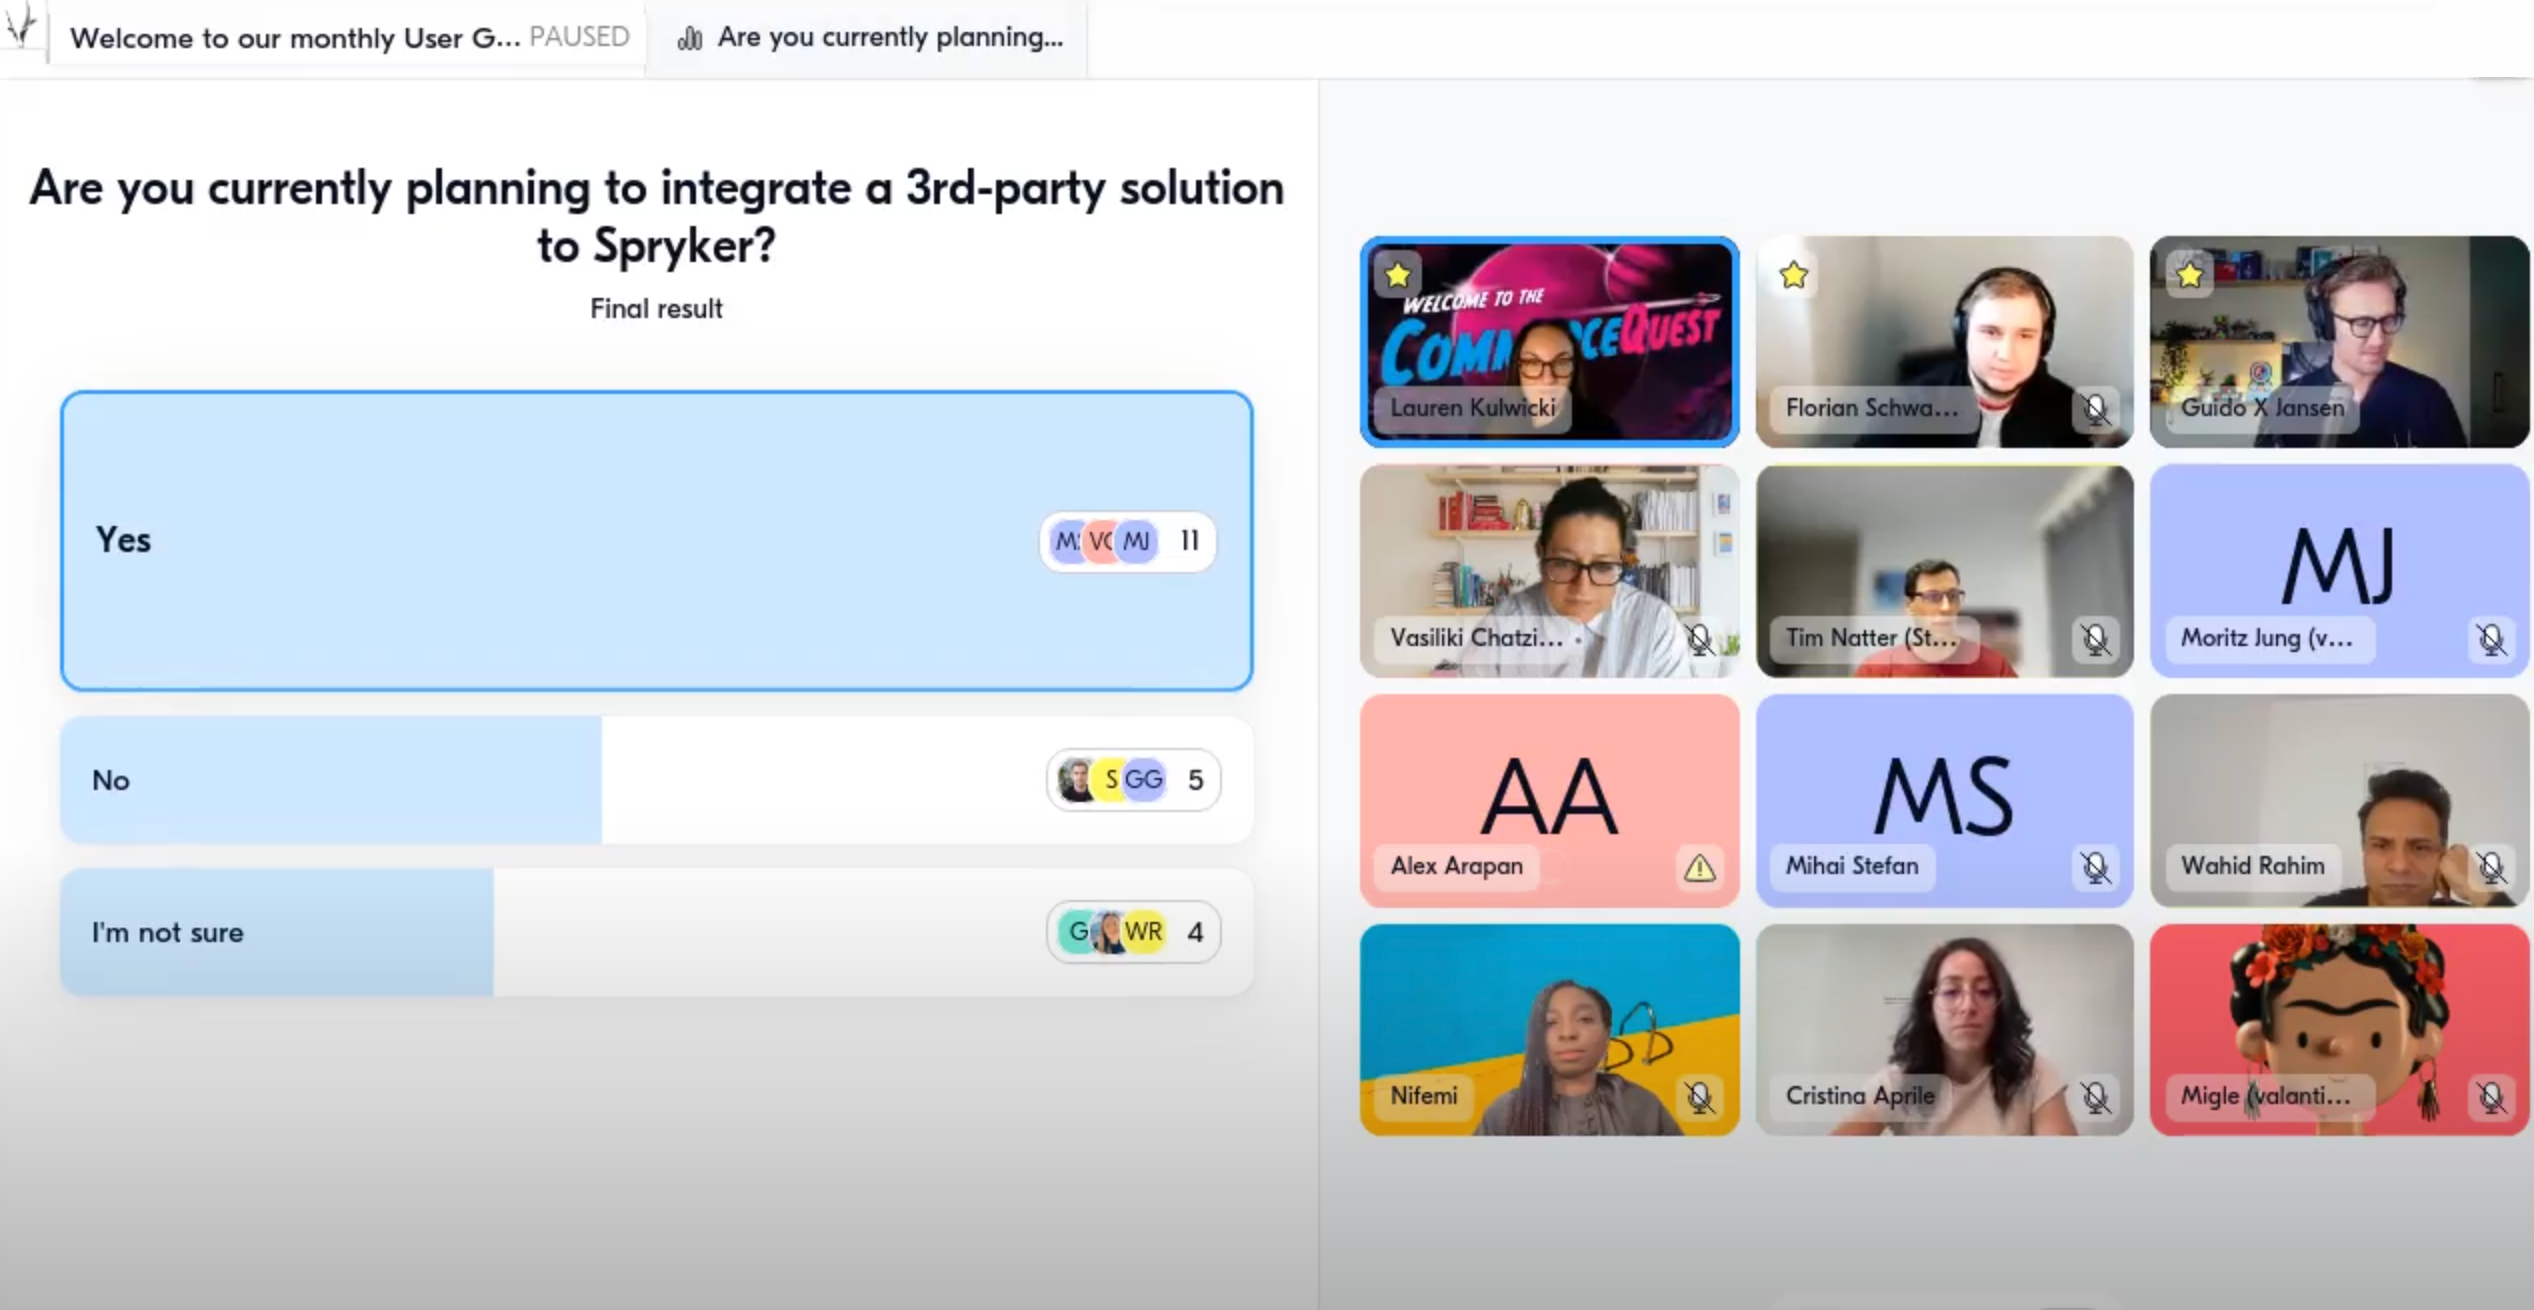 Welcome to our monthly User G... PAUSED
Are you currently planning...
Are you currently planning to integrate a 3rd-party solution
to Spryker?
Final result
Yes
M. VC MJ 11
No
S GG 5
I'm not sure
G WR 4
WELCOME TO THE
Lauren Kulwicki
Florian Schwa...
Guido X Jansen
Vasiliki Chatzi...
Tim Natter (St...
MJ
Moritz Jung (v...
AA
Alex Arapan
MS
Mihai Stefan
Wahid Rahim
Nifemi
Cristina Aprile
Migle (valanti...